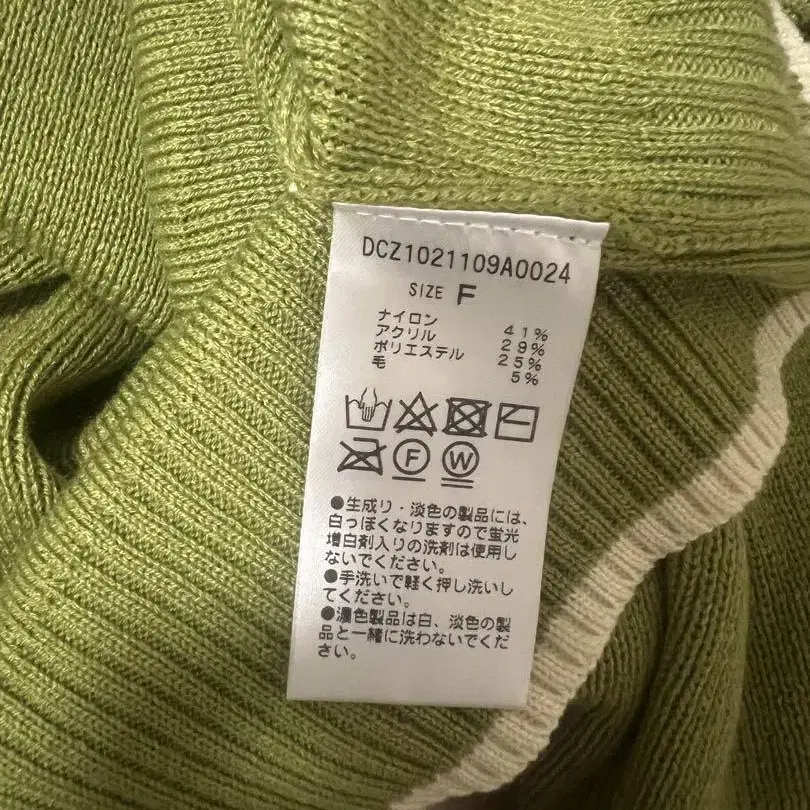 DCZ1021109A0024
SIZE F
ナイロン 41%
アクリル 29%
ポリエステル 25%
毛 5%
F W
●生成り・淡色の製品には、
白っぽくなりますので蛍光
増白剤入りの洗剤は使用し
ないでください。
●手洗いで軽く押し洗いし
てください。
●濃色製品は白、淡色の製
品と一緒に洗わないでくだ
さい。